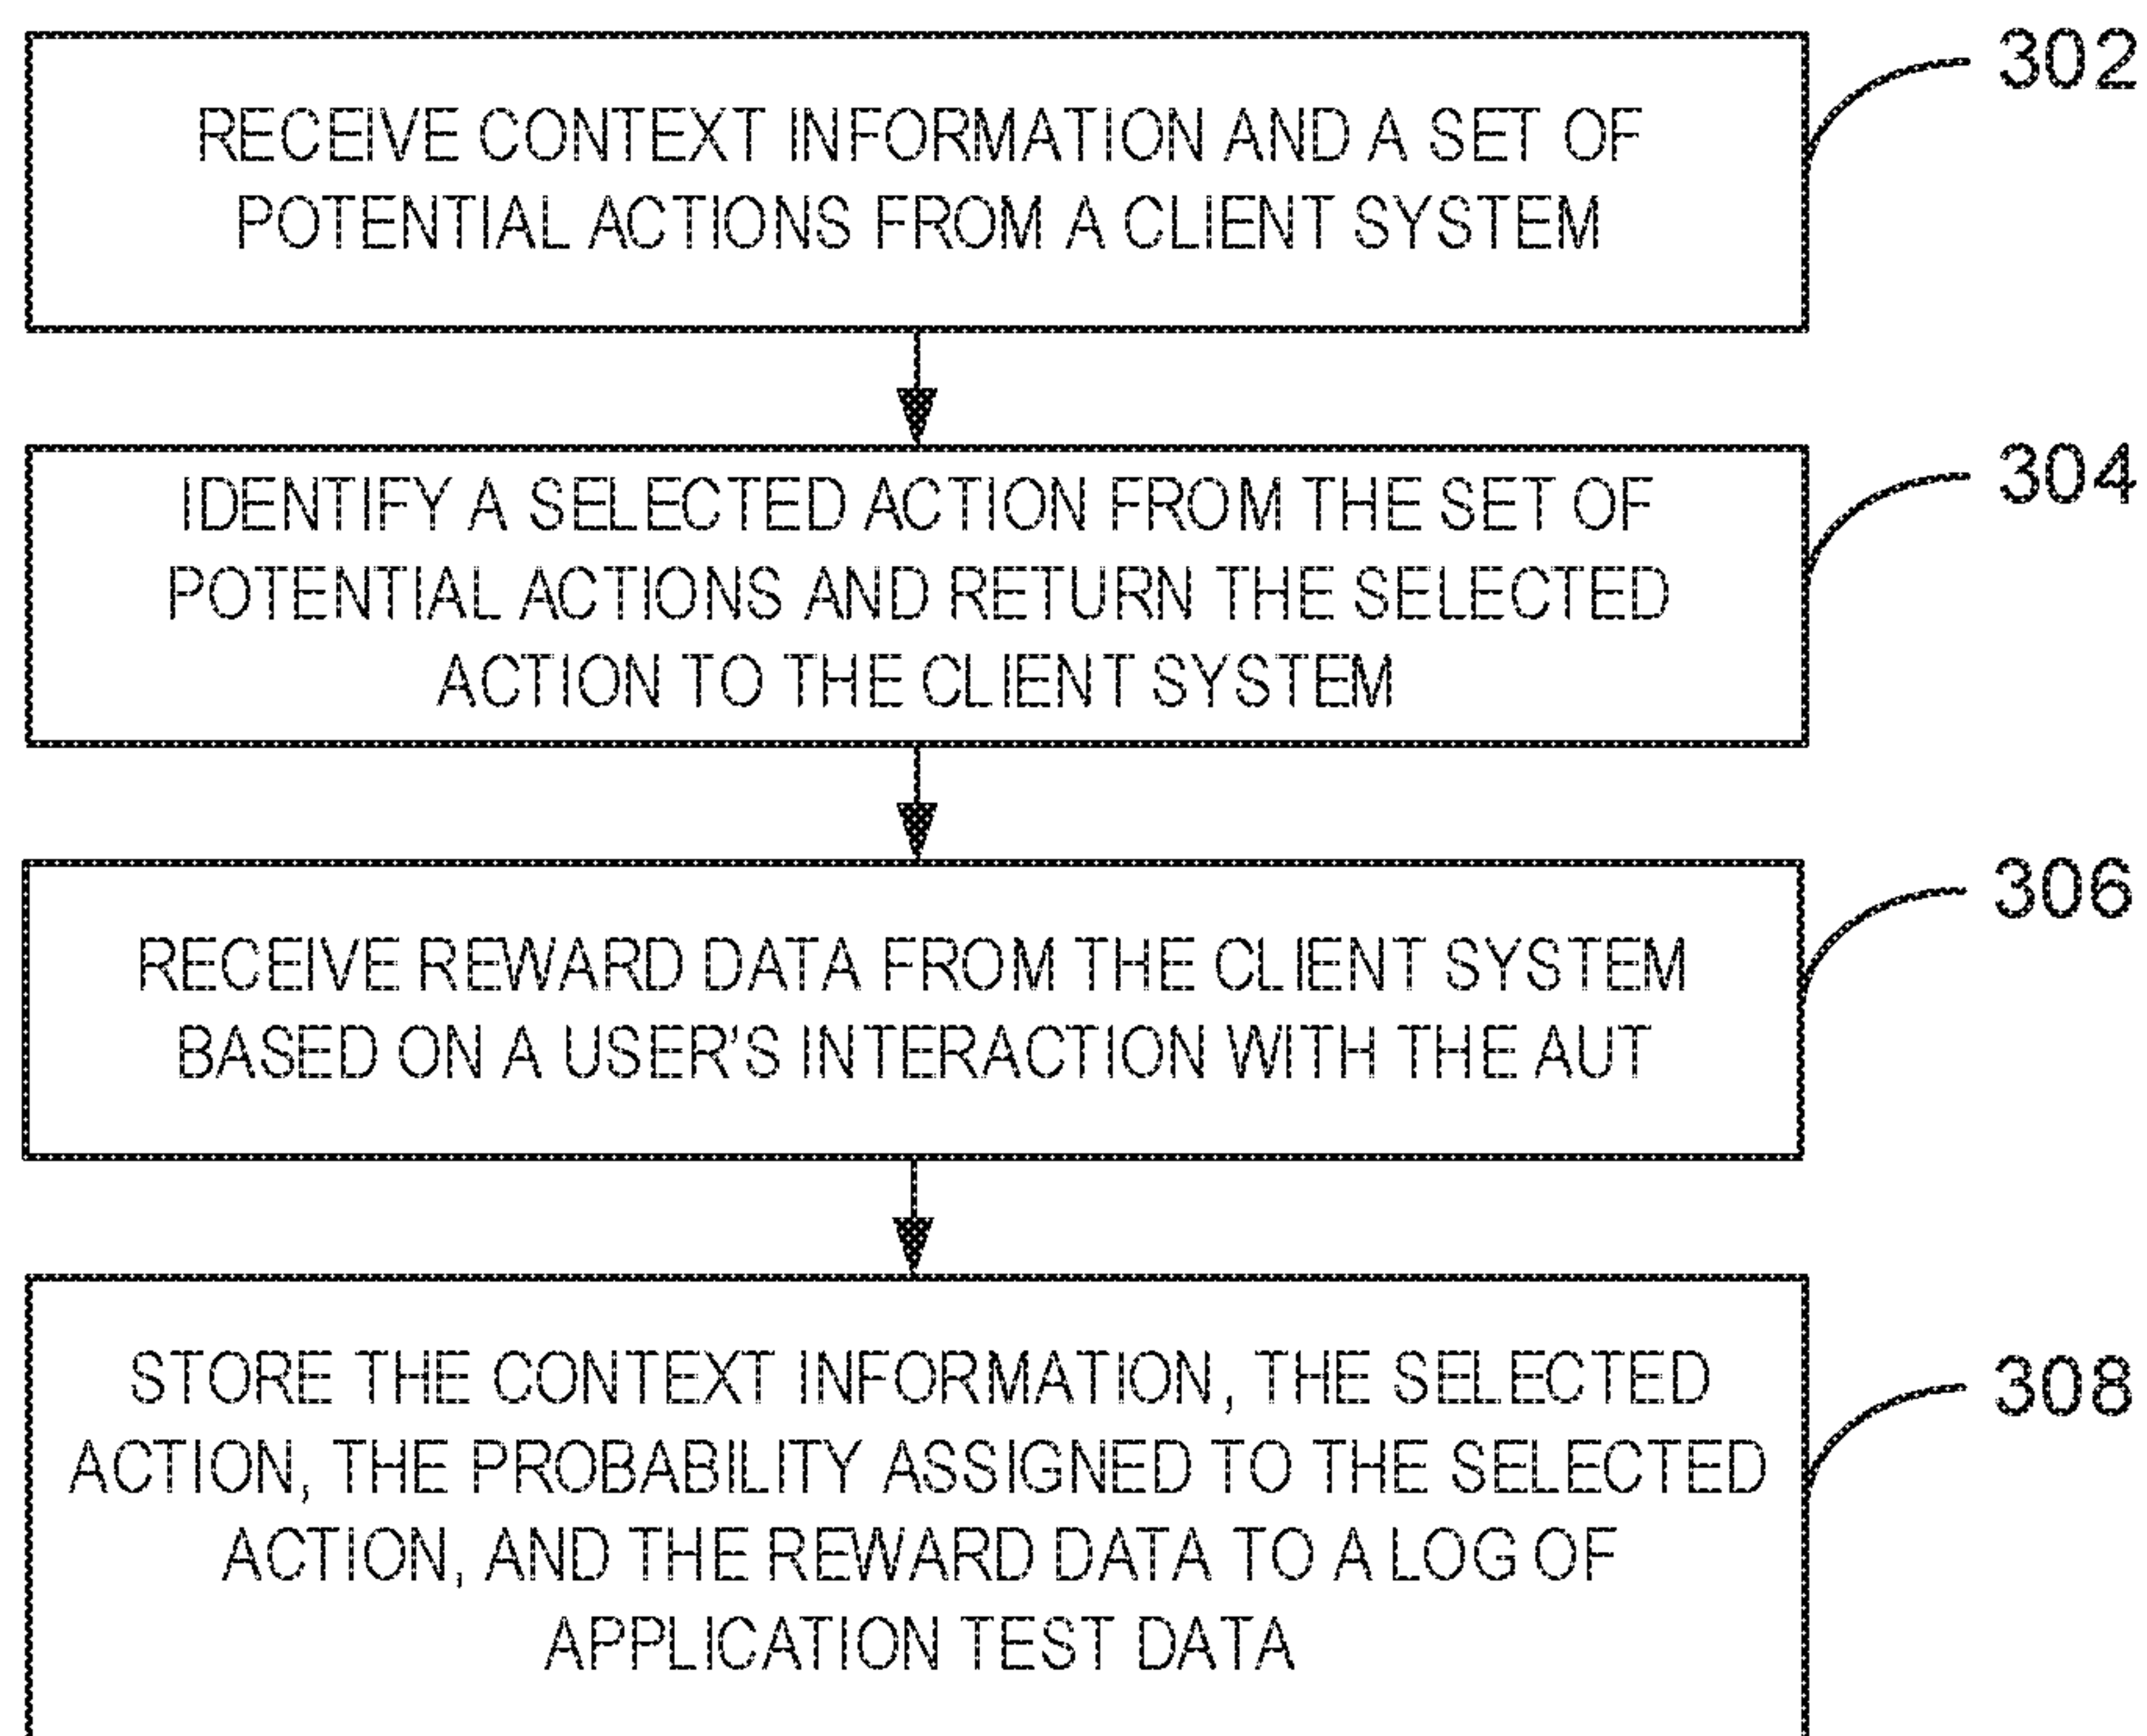 302
RECEIVE CONTEXT INFORMATION AND A SET OF
POTENTIAL ACTIONS FROM A CLIENT SYSTEM
304
IDENTIFY A SELECTED ACTION FROM THE SET OF
POTENTIAL ACTIONS AND RETURN THE SELECTED
ACTION TO THE CLIENT SYSTEM
306
RECEIVE REWARD DATA FROM THE CLIENT SYSTEM
BASED ON A USER'S INTERACTION WITH THE AUT
308
STORE THE CONTEXT INFORMATION, THE SELECTED
ACTION, THE PROBABILITY ASSIGNED TO THE SELECTED
ACTION, AND THE REWARD DATA TO A LOG OF
APPLICATION TEST DATA